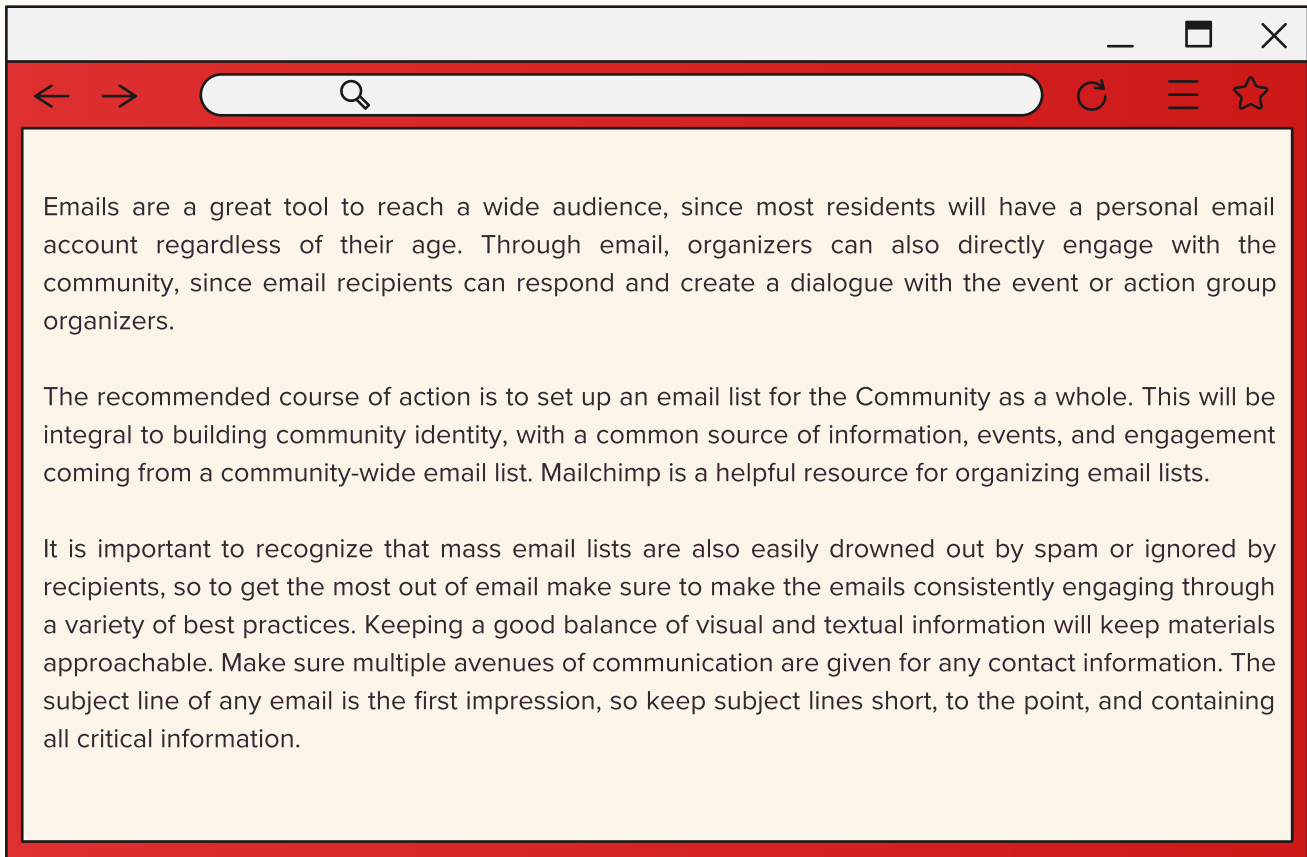 Emails are a great tool to reach a wide audience, since most residents will have a personal email
account regardless of their age. Through email, organizers can also directly engage with the
community, since email recipients can respond and create a dialogue with the event or action group
organizers.
The recommended course of action is to set up an email list for the Community as a whole. This will be
integral to building community identity, with a common source of information, events, and engagement
coming from a community-wide email list. Mailchimp is a helpful resource for organizing email lists.
It is important to recognize that mass email lists are also easily drowned out by spam or ignored by
recipients, so to get the most out of email make sure to make the emails consistently engaging through
a variety of best practices. Keeping a good balance of visual and textual information will keep materials
approachable. Make sure multiple avenues of communication are given for any contact information. The
subject line of any email is the first impression, so keep subject lines short, to the point, and containing
all critical information.